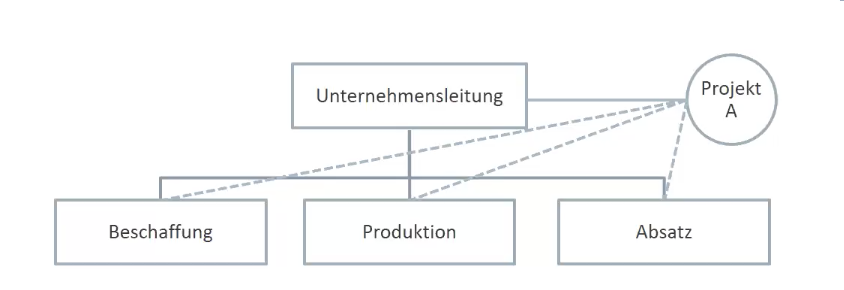 Unternehmensleitung
Projekt
A
Beschaffung
Produktion
Absatz